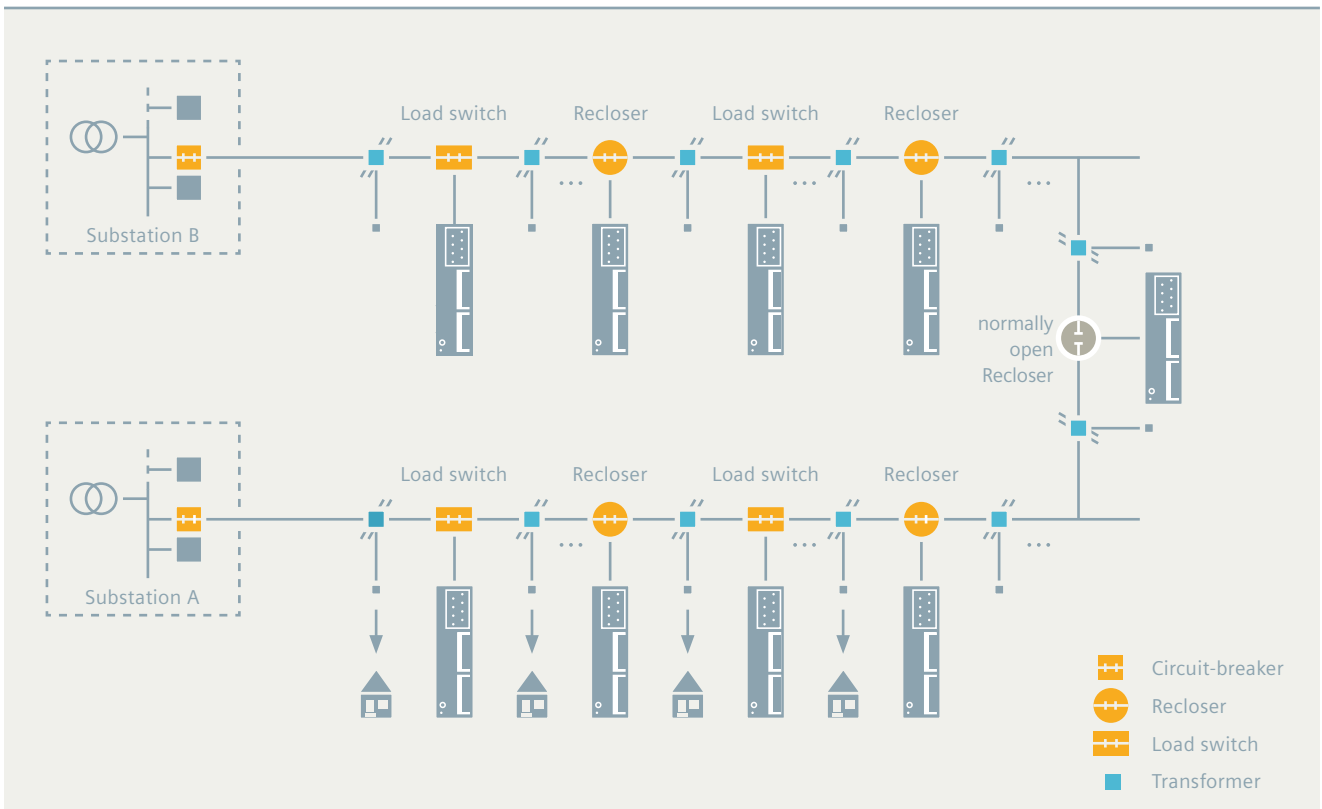 Load switch
Recloser
Load switch
Recloser
Substation B
normally
open
Recloser
Load switch
Recloser
Load switch
Recloser
Substation A
Circuit-breaker
Recloser
Load switch
Transformer